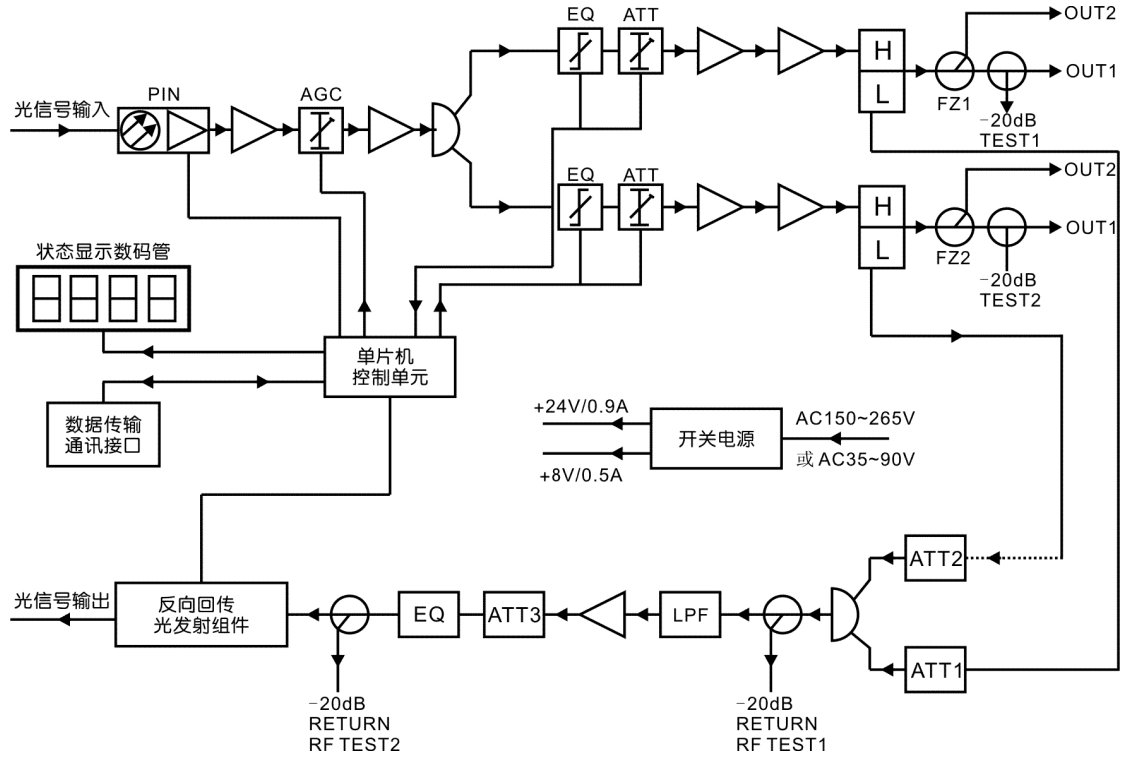 EQ
ATT
OUT2
H
L
OUT1
FZ1
PIN
AGC
光信号输入
-20dB
TEST1
EQ
ATT
OUT2
H
L
OUT1
FZ2
-20dB
TEST2
状态显示数码管
单片机
控制单元
数据传输
通讯接口
+24V/0.9A
+8V/0.5A
开关电源
AC150~265V
或 AC35~90V
ATT2
光信号输出
反向回传
光发射组件
EQ
ATT3
LPF
ATT1
-20dB
RETURN
RF TEST2
-20dB
RETURN
RF TEST1